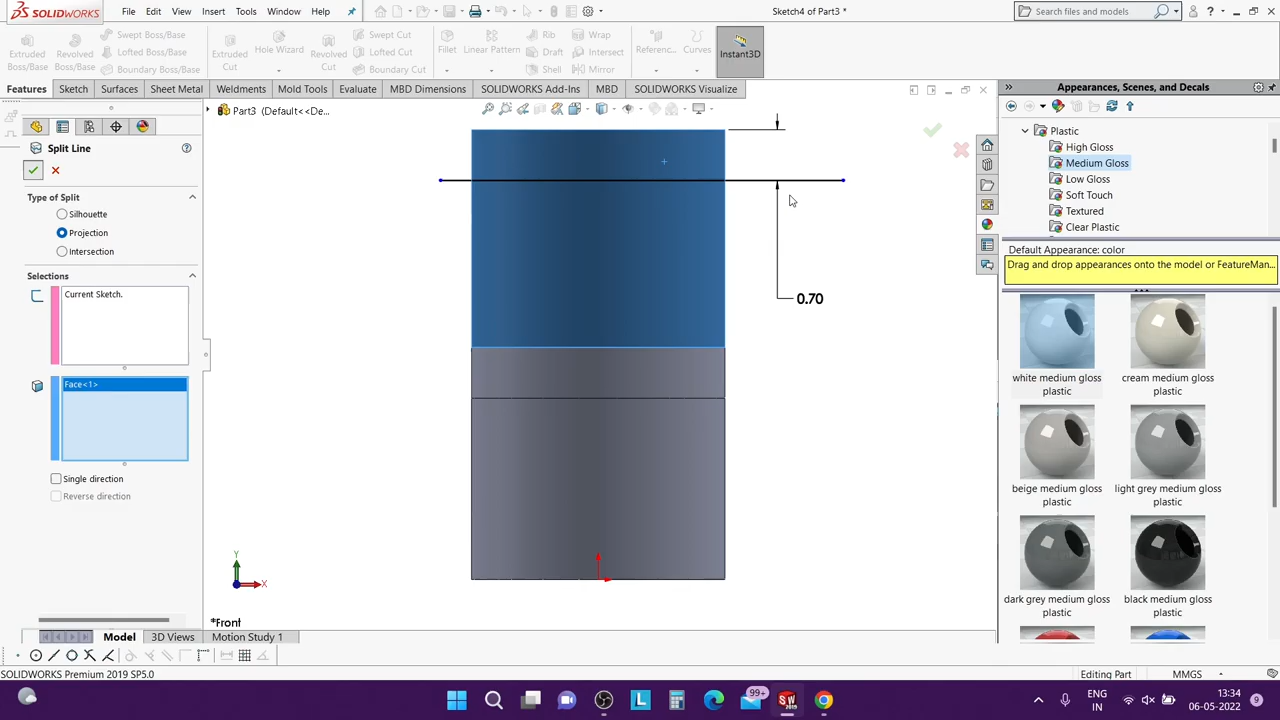 SOLIDWORKS
File
Edit
View
Insert
Tools
Window
Help
Sketch4 of Part3 *
Search files and models
Extruded Boss/Base
Revolved Boss/Base
Swept Boss/Base
Lofted Boss/Base
Boundary Boss/Base
Extruded Cut
Hole Wizard
Revolved Cut
Swept Cut
Lofted Cut
Boundary Cut
Fillet
Linear Pattern
Rib
Draft
Shell
Wrap
Intersect
Mirror
Referenc...
Curves
Instant3D
Features
Sketch
Surfaces
Sheet Metal
Weldments
Mold Tools
Evaluate
MBD Dimensions
SOLIDWORKS Add-Ins
MBD
SOLIDWORKS Visualize
Part3 (Default<<De...
Split Line
Type of Split
Silhouette
Projection
Intersection
Selections
Current Sketch.
Face<1>
Single direction
Reverse direction
0.70
Y
X
*Front
Appearances, Scenes, and Decals
Plastic
High Gloss
Medium Gloss
Low Gloss
Soft Touch
Textured
Clear Plastic
Default Appearance: color
Drag and drop appearances onto the model or FeatureMan...
white medium gloss
plastic
cream medium gloss
plastic
beige medium gloss
plastic
light grey medium gloss
plastic
dark grey medium gloss
plastic
black medium gloss
plastic
Model
3D Views
Motion Study 1
SOLIDWORKS Premium 2019 SP5.0
Editing Part
MMGS
99+
SW
2019
L
ENG
IN
13:34
06-05-2022